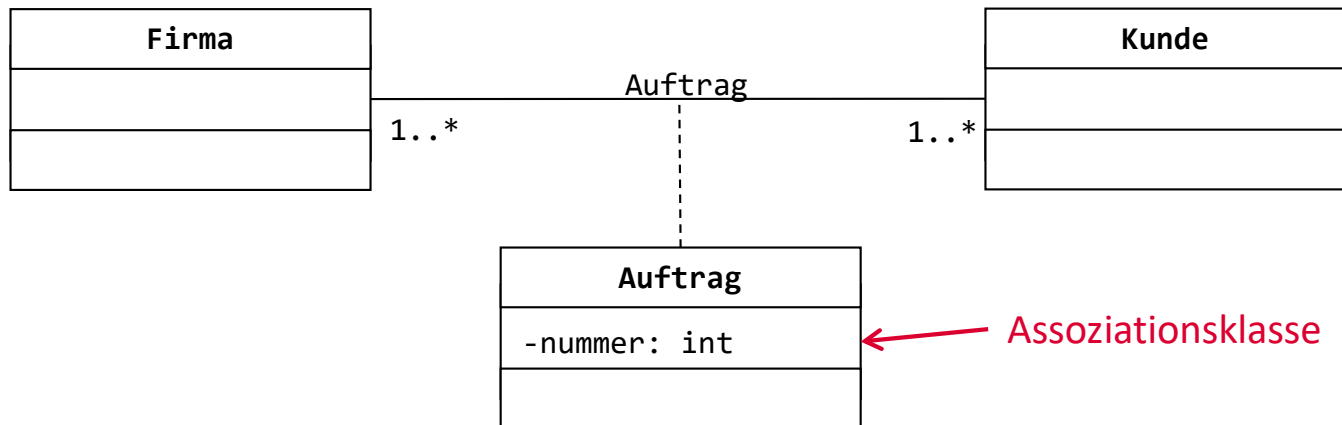 Firma
Kunde
Auftrag
1..*
1..*
Auftrag
-nummer: int
Assoziationsklasse